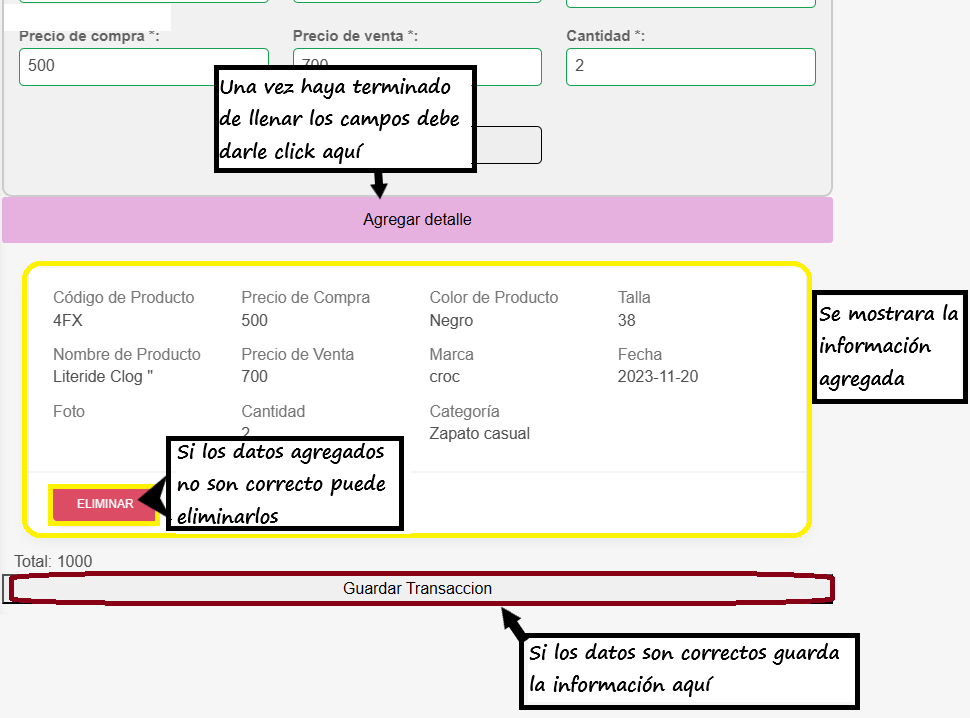 Precio de compra *: Precio de venta *: Cantidad *:
500 700 2
Una vez haya terminado
de llenar los campos debe
darle click aquí
Agregar detalle
Código de Producto Precio de Compra Color de Producto Talla
4FX 500 Negro 38
Nombre de Producto Precio de Venta Marca Fecha
Literide Clog " 700 croc 2023-11-20
Foto Cantidad Categoría
2 Zapato casual
Se mostrara la
información
agregada
Si los datos agregados
no son correcto puede
eliminarlos
ELIMINAR
Total: 1000
Guardar Transaccion
Si los datos son correctos guarda
la información aquí